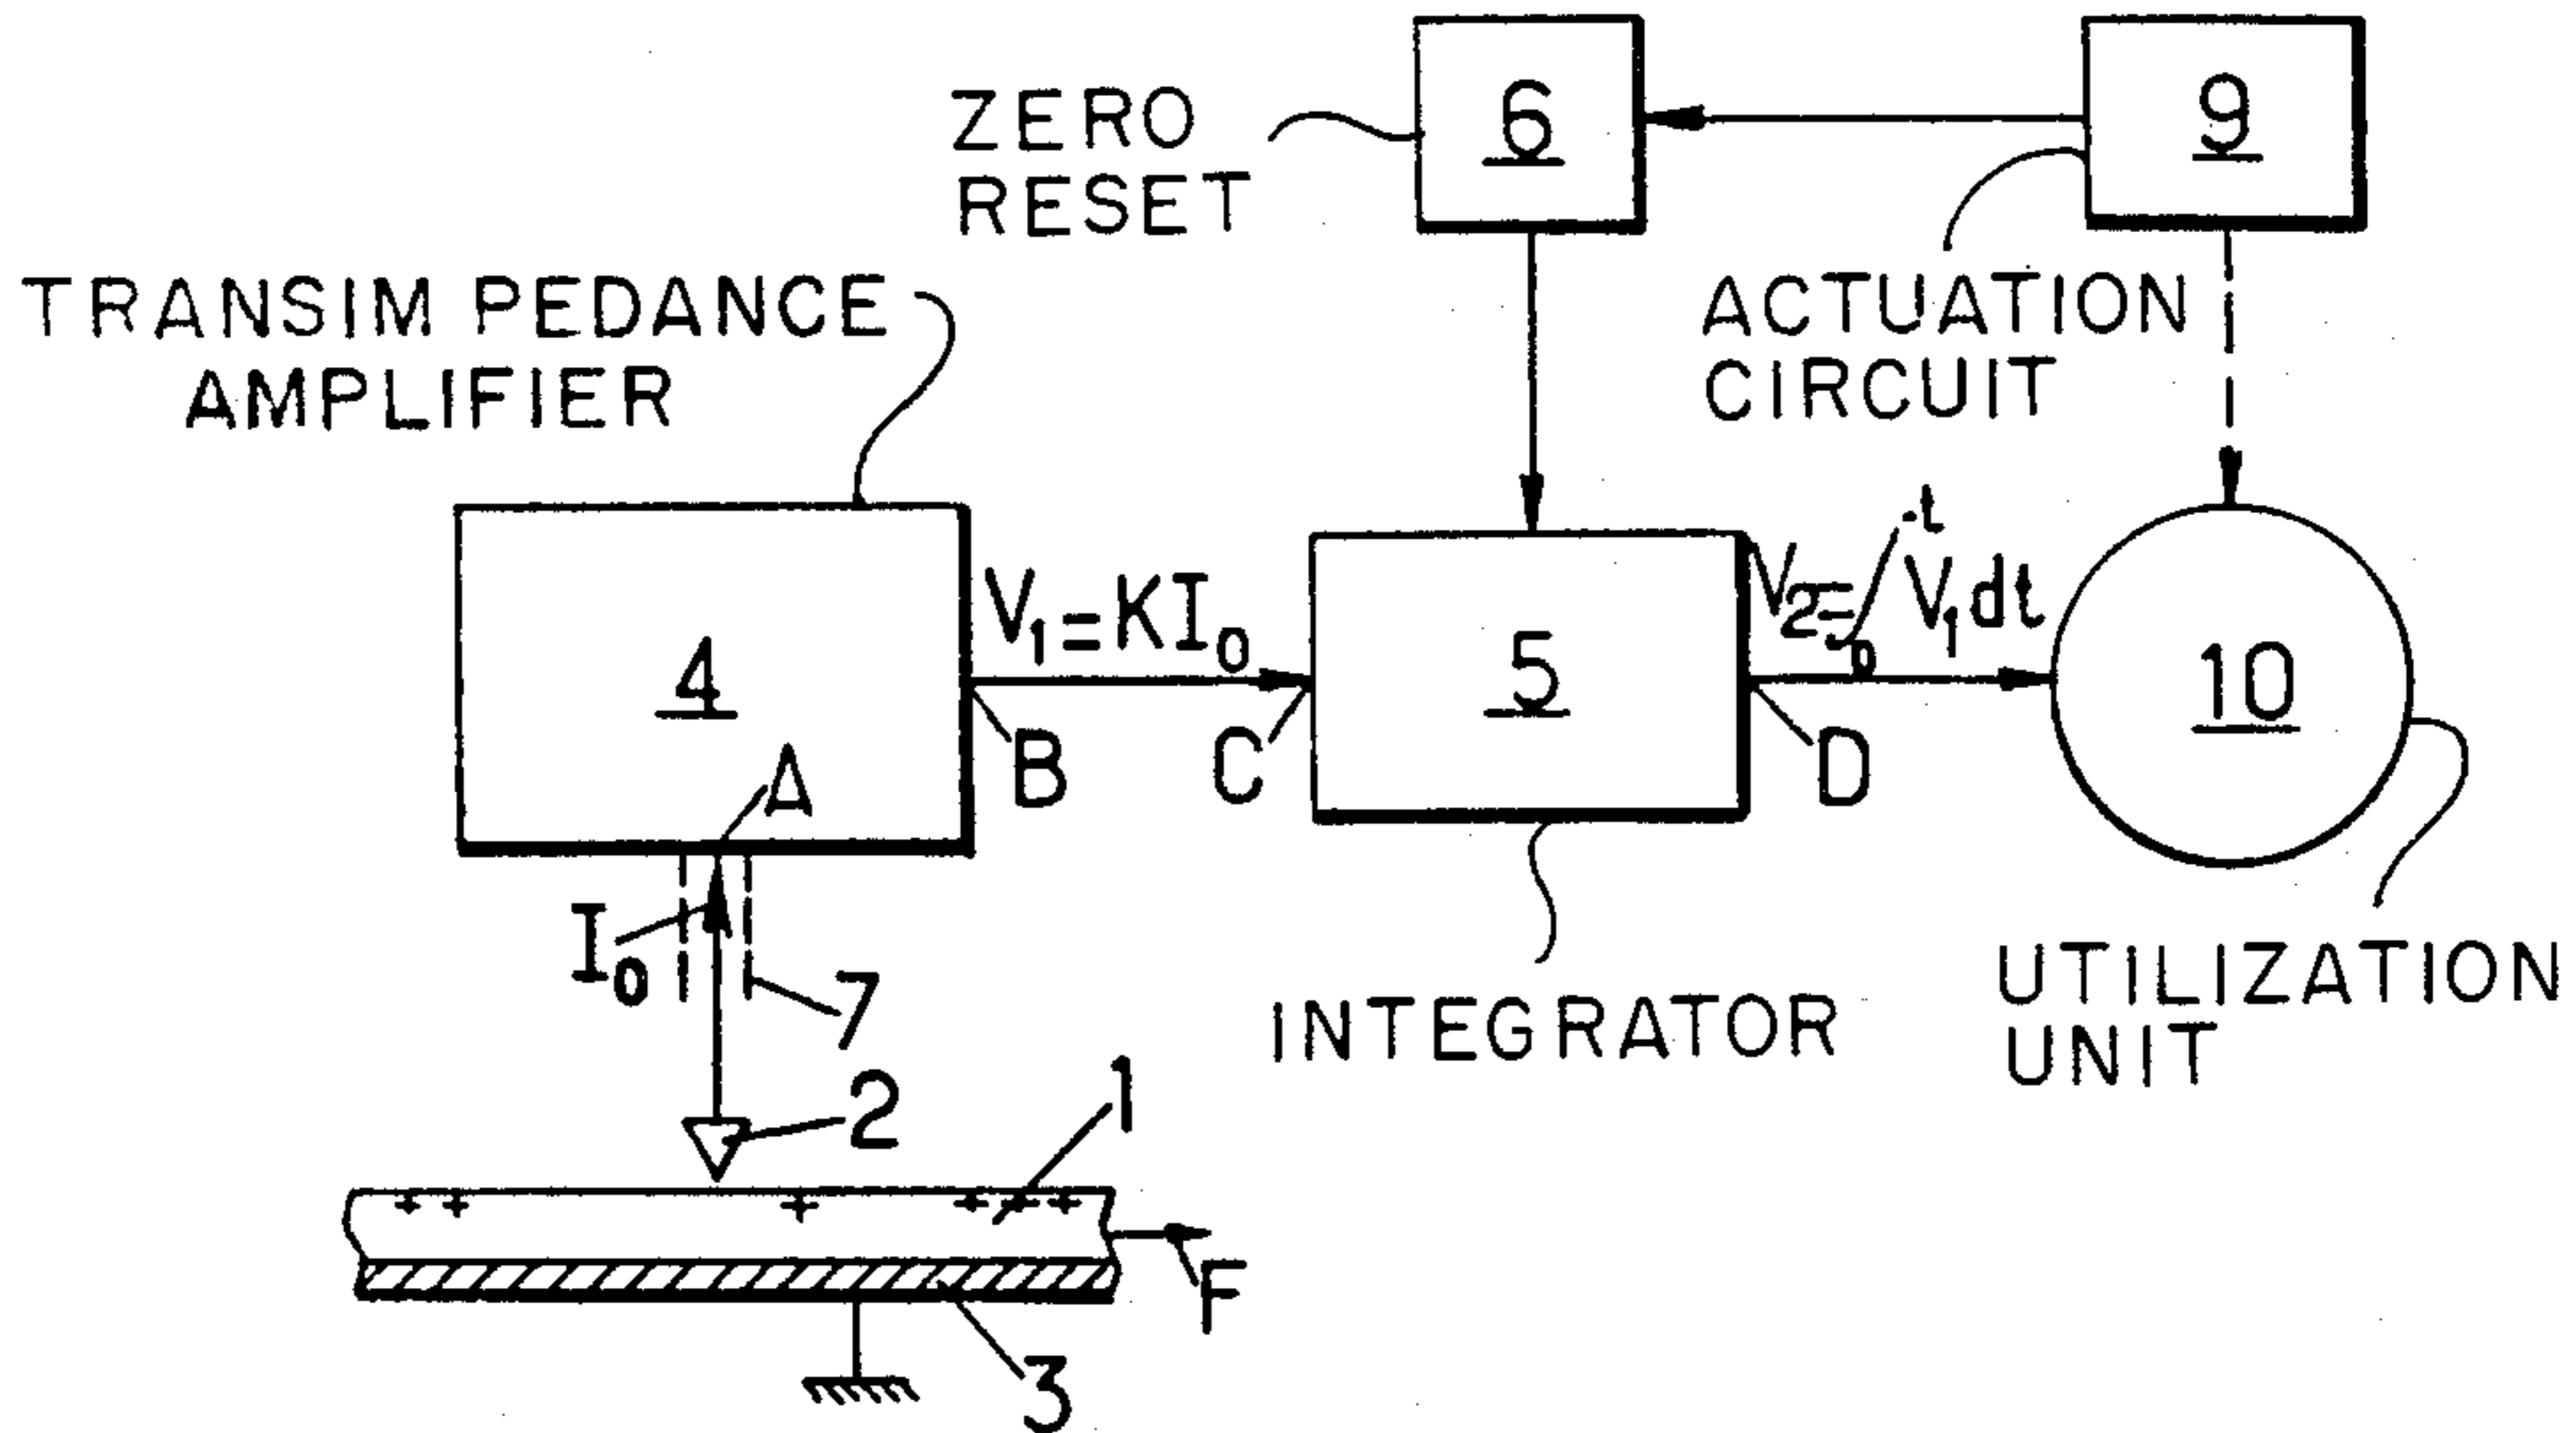 ZERO
RESET
6
9
TRANSIM PEDANCE
AMPLIFIER
ACTUATION
CIRCUIT
4
V₁=KI₀
5
V₂=∫₀ᵗ V₁dt
10
A
B
C
D
I₀
7
INTEGRATOR
UTILIZATION
UNIT
2
1
F
3